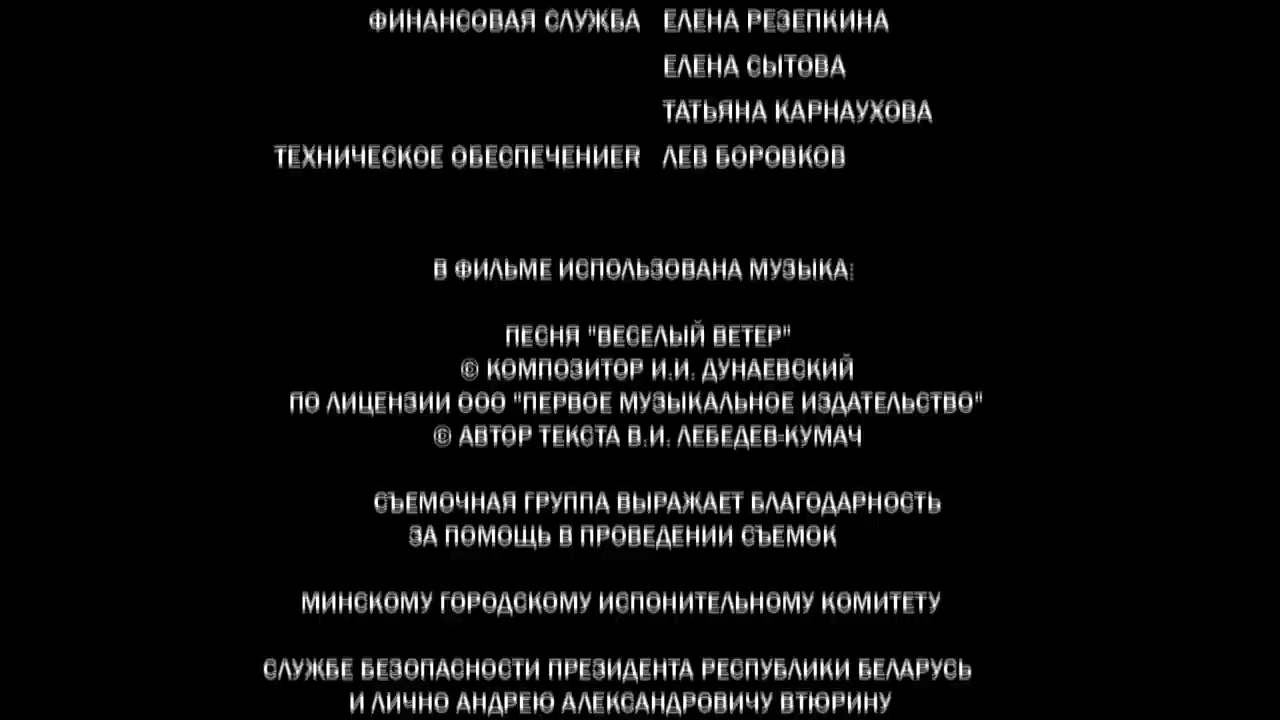 ФИНАНСОВАЯ СЛУЖБА ЕЛЕНА РЕЗЕПКИНА
ЕЛЕНА СЫТОВА
ТАТЬЯНА КАРНАУХОВА
ТЕХНИЧЕСКОЕ ОБЕСПЕЧЕНИЕR ЛЕВ БОРОВКОВ
В ФИЛЬМЕ ИСПОЛЬЗОВАНА МУЗЫКА:
ПЕСНЯ "ВЕСЕЛЫЙ ВЕТЕР"
© КОМПОЗИТОР И.И. ДУНАЕВСКИЙ
ПО ЛИЦЕНЗИИ ООО "ПЕРВОЕ МУЗЫКАЛЬНОЕ ИЗДАТЕЛЬСТВО"
© АВТОР ТЕКСТА В.И. ЛЕБЕДЕВ-КУМАЧ
СЪЕМОЧНАЯ ГРУППА ВЫРАЖАЕТ БЛАГОДАРНОСТЬ
ЗА ПОМОЩЬ В ПРОВЕДЕНИИ СЪЕМОК
МИНСКОМУ ГОРОДСКОМУ ИСПОНИТЕЛЬНОМУ КОМИТЕТУ
СЛУЖБЕ БЕЗОПАСНОСТИ ПРЕЗИДЕНТА РЕСПУБЛИКИ БЕЛАРУСЬ
И ЛИЧНО АНДРЕЮ АЛЕКСАНДРОВИЧУ ВТЮРИНУ